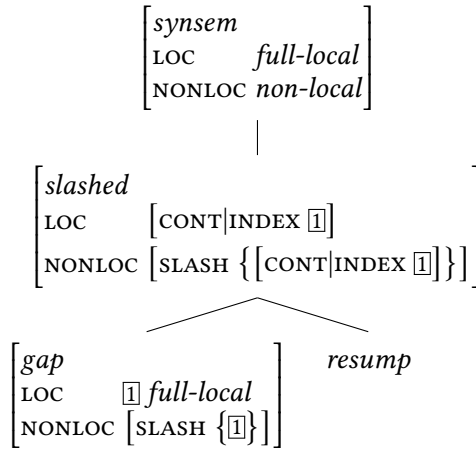 synsem
LOC full-local
NONLOC non-local
slashed
LOC [CONT|INDEX 1]
NONLOC [SLASH {[CONT|INDEX 1]}]
gap resump
LOC 1 full-local
NONLOC [SLASH {1}]